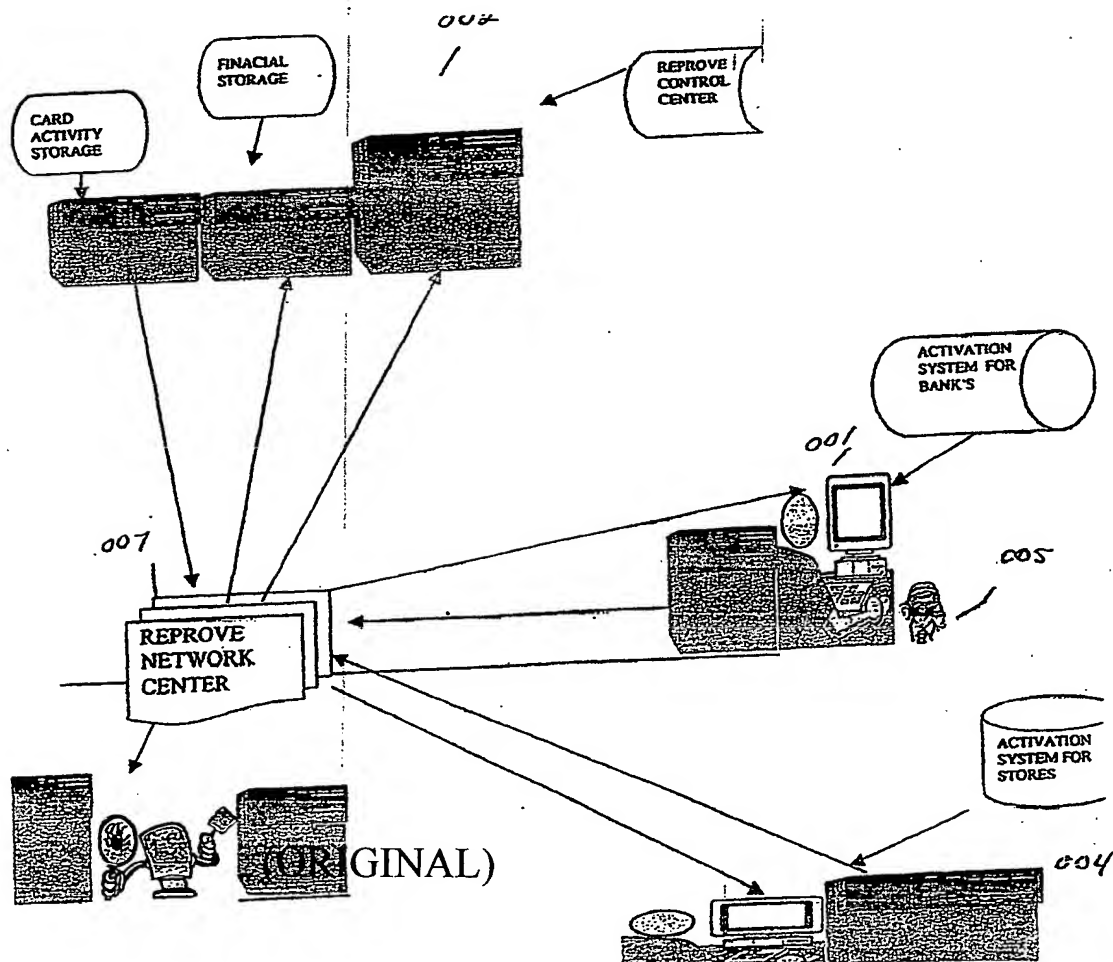 002
FINACIAL
STORAGE
REPROVE
CONTROL
CENTER
CARD
ACTIVITY
STORAGE
ACTIVATION
SYSTEM FOR
BANK'S
001
007
005
REPROVE
NETWORK
CENTER
ACTIVATION
SYSTEM FOR
STORES
(ORIGINAL)
004